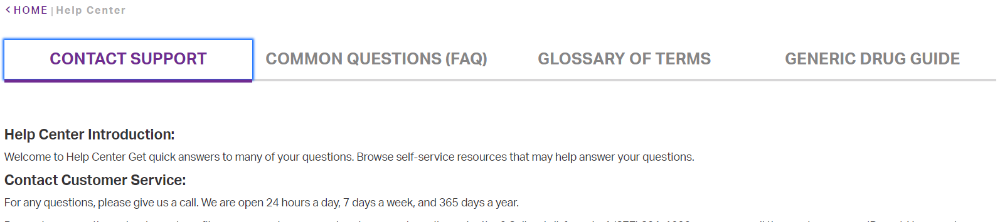 HOME | Help Center
CONTACT SUPPORT COMMON QUESTIONS (FAQ) GLOSSARY OF TERMS GENERIC DRUG GUIDE
Help Center Introduction:
Welcome to Help Center Get quick answers to many of your questions. Browse self-service resources that may help answer your questions.
Contact Customer Service:
For any questions, please give us a call. We are open 24 hours a day, 7 days a week, and 365 days a year.